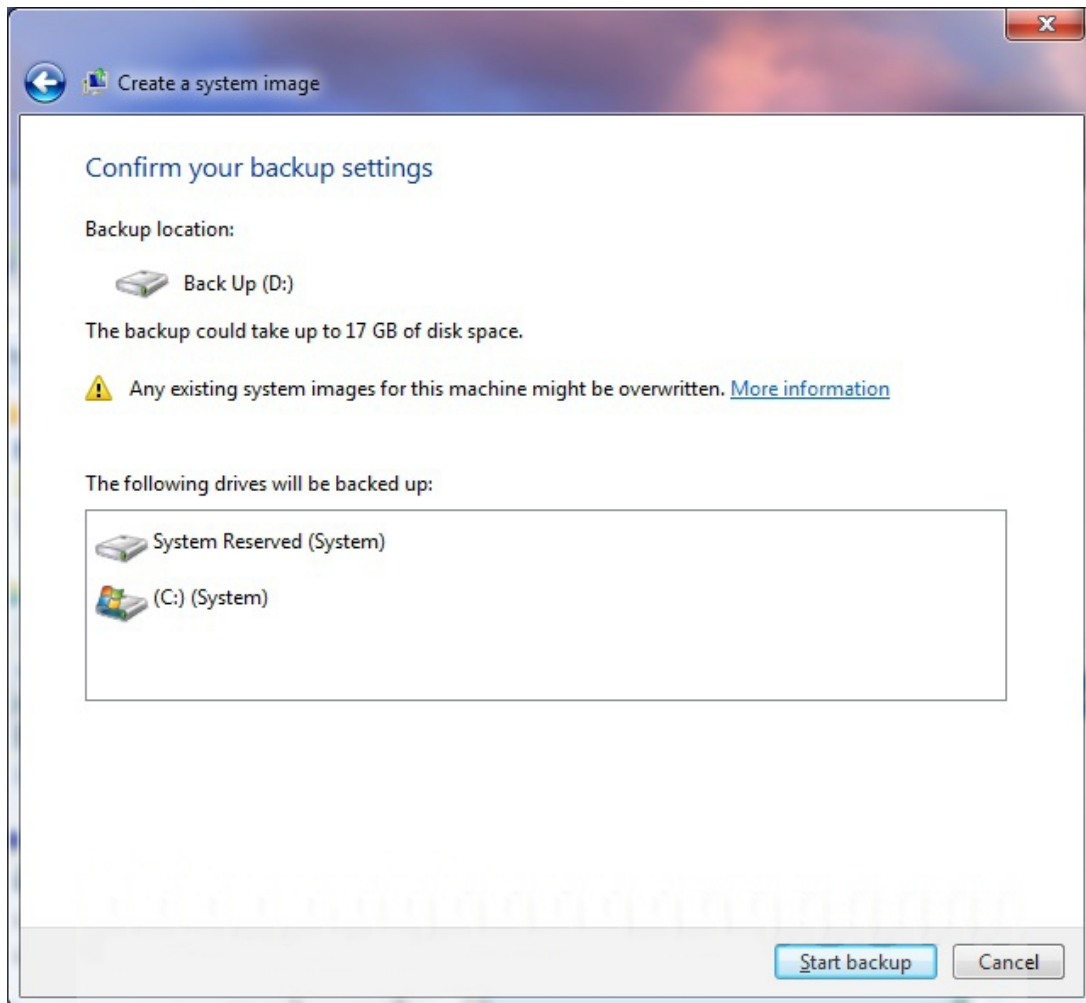 Create a system image
Confirm your backup settings
Backup location:
Back Up (D:)
The backup could take up to 17 GB of disk space.
Any existing system images for this machine might be overwritten. More information
The following drives will be backed up:
System Reserved (System)
(C:) (System)
Start backup Cancel